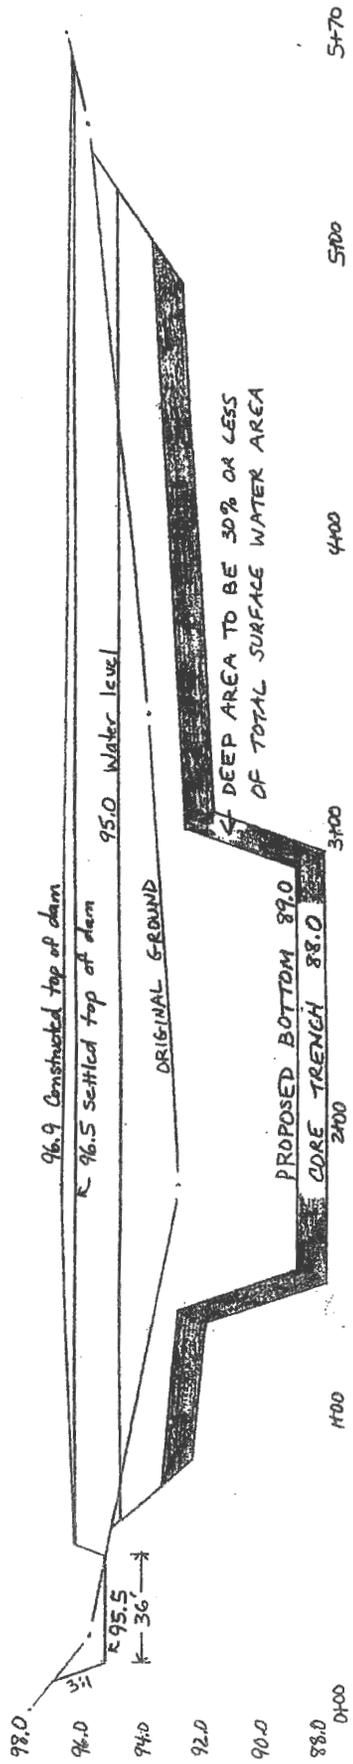 98.0
96.0
94.0
92.0
90.0
88.0
3:1
95.5
36'
96.9 Constructed top of dam
96.5 settled top of dam
95.0 Water level
ORIGINAL GROUND
DEEP AREA TO BE 30% OR LESS
OF TOTAL SURFACE WATER AREA
PROPOSED BOTTOM 89.0
CORE TRENCH 88.0
0+00
1+00
2+00
3+00
4+00
5+00
5+70